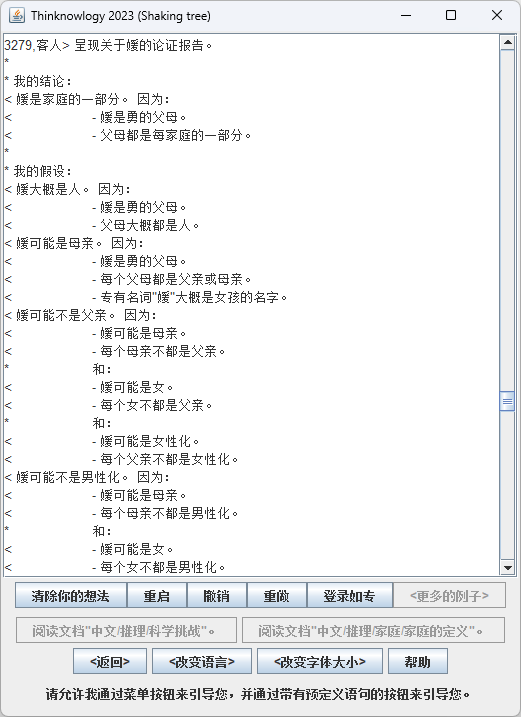 Thinknowlogy 2023 (Shaking tree)
3279,客人> 呈现关于媛的论证报告。
*
* 我的结论:
< 媛是家庭的一部分。 因为:
< - 媛是勇的父母。
< - 父母都是每家庭的一部分。
*
* 我的假设:
< 媛大概是人。 因为:
< - 媛是勇的父母。
< - 父母大概都是人。
< 媛可能是母亲。 因为:
< - 媛是勇的父母。
< - 每个父母都是父亲或母亲。
< - 专有名词"媛"大概是女孩的名字。
< 媛可能不是父亲。 因为:
< - 媛可能是母亲。
< - 每个母亲不都是父亲。
* 和:
< - 媛可能是女。
< - 每个女不都是父亲。
* 和:
< - 媛可能是女性化。
< - 每个父亲不都是女性化。
< 媛可能不是男性化。 因为:
< - 媛可能是母亲。
< - 每个母亲不都是男性化。
* 和:
< - 媛可能是女。
< - 每个女不都是男性化。
清除你的想法 重启 撤销 重做 登录如专 <更多的例子>
阅读文档"中文/推理/科学挑战"。 阅读文档"中文/推理/家庭/家庭的定义"。
<返回> <改变语言> <改变字体大小> 帮助
请允许我通过菜单按钮来引导您，并通过带有预定义语句的按钮来引导您。